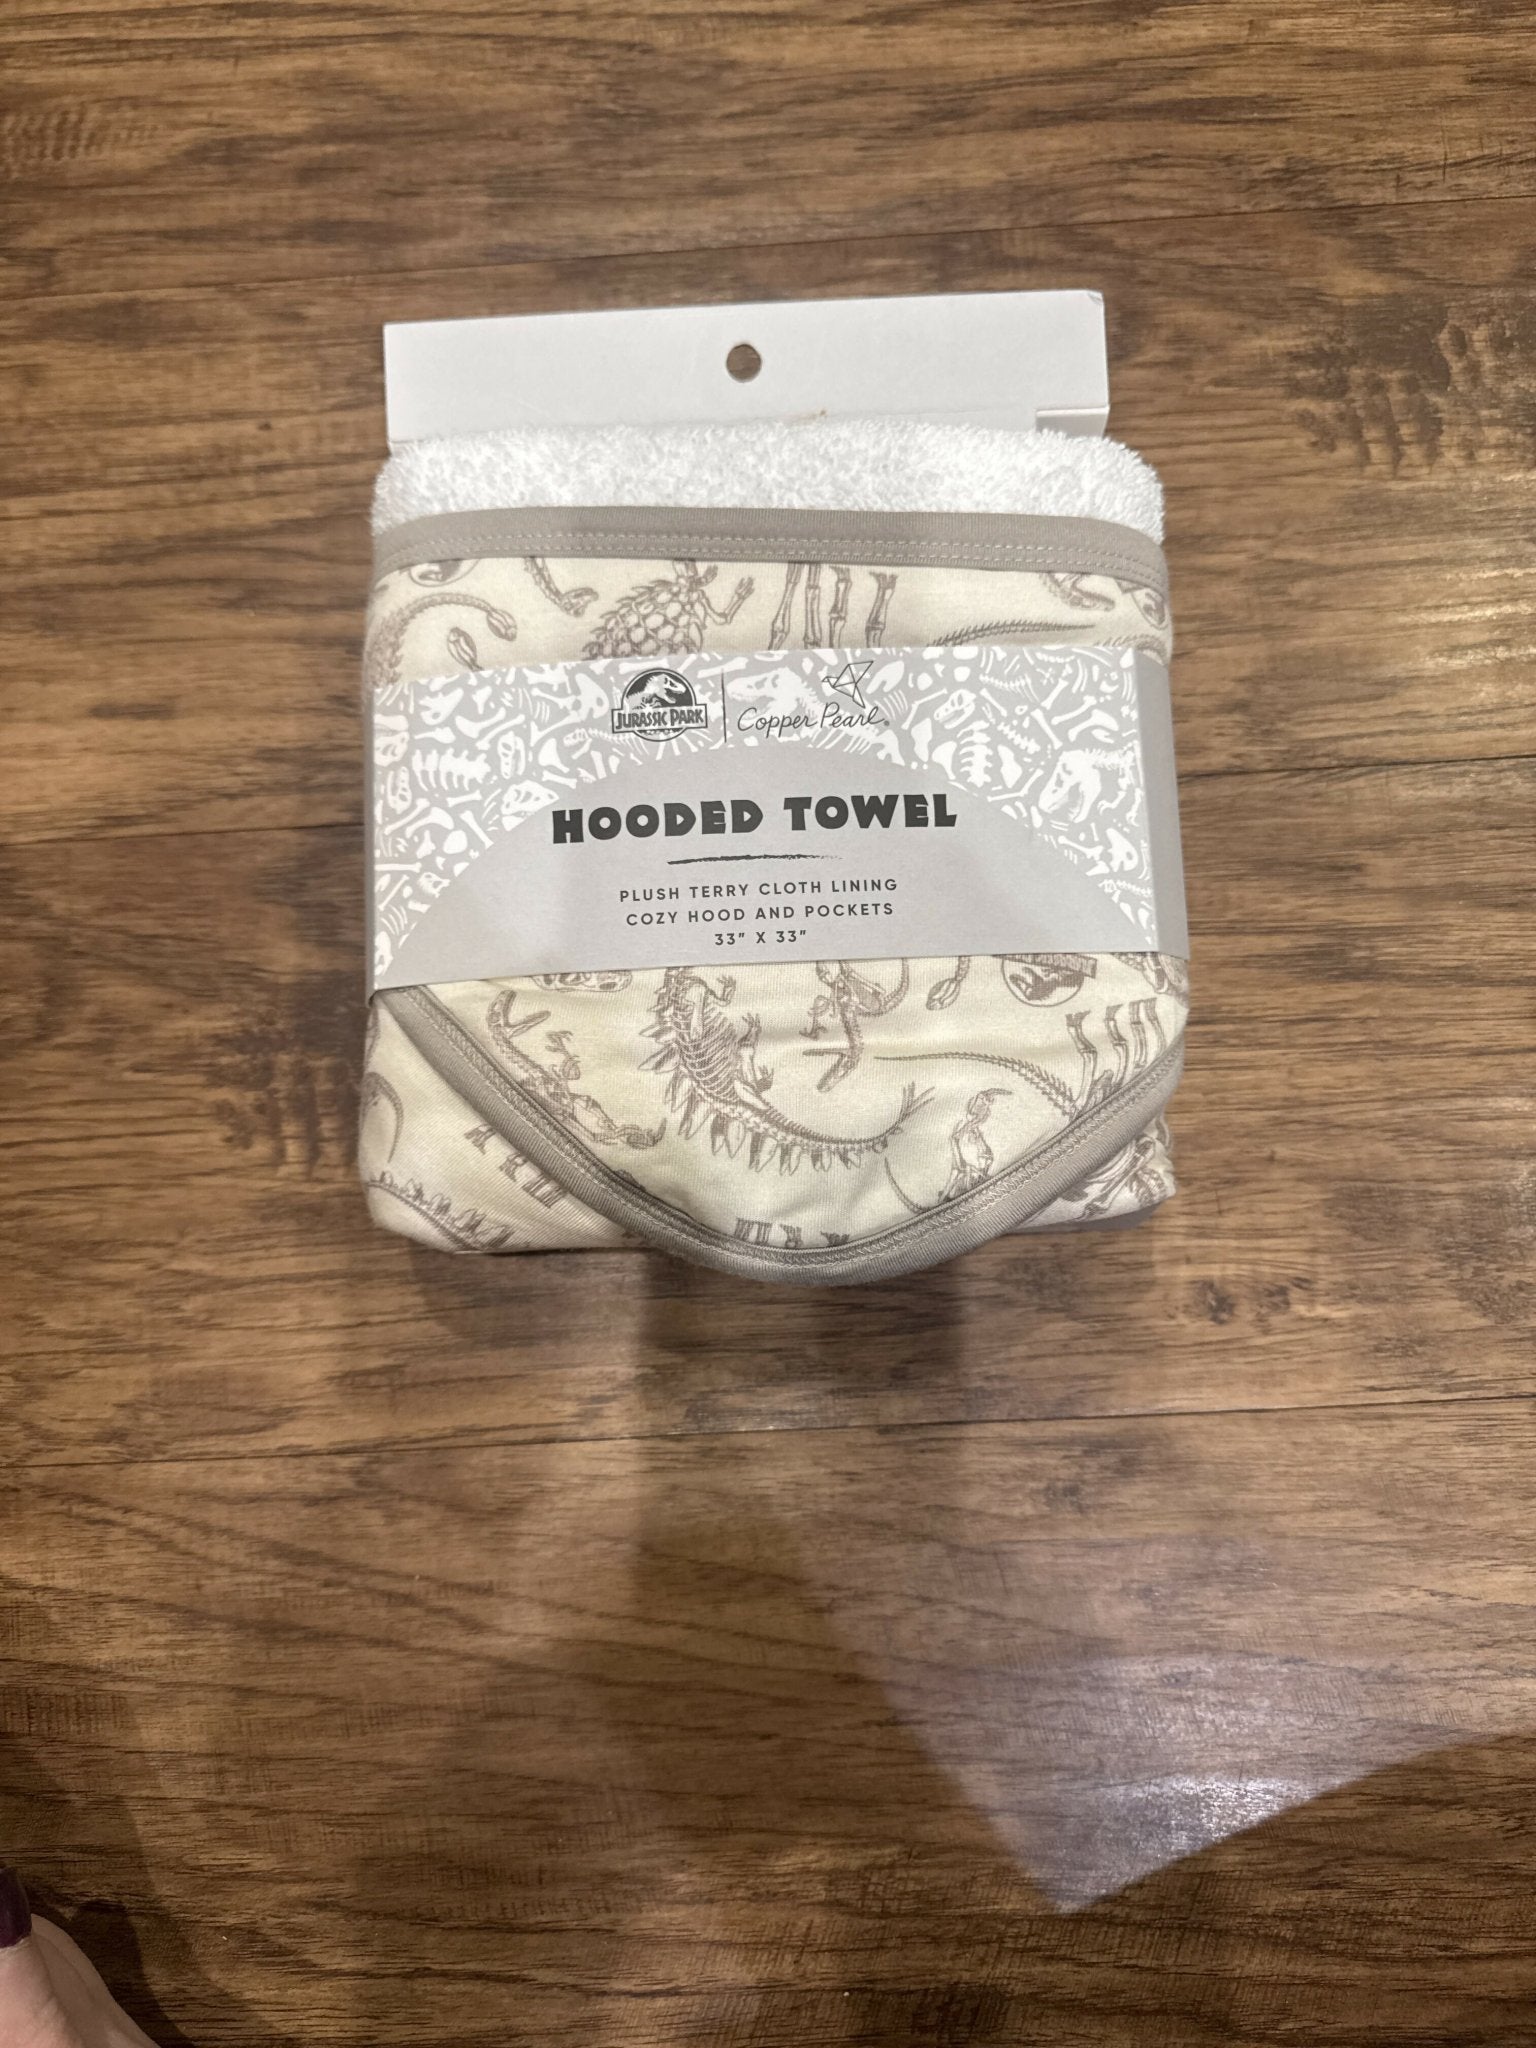 JURASSIC PARK
Copper Pearl®
HOODED TOWEL
PLUSH TERRY CLOTH LINING
COZY HOOD AND POCKETS
33" X 33"